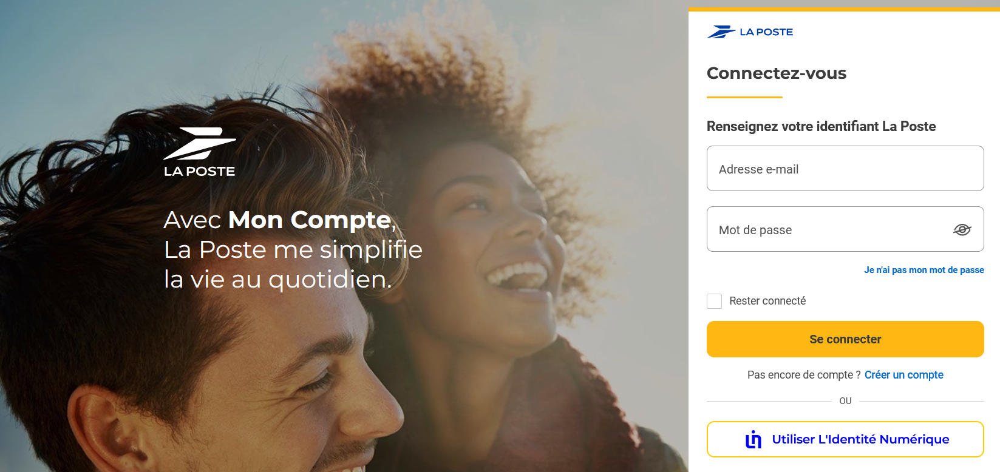 LA POSTE
Avec Mon Compte,
La Poste me simplifie
la vie au quotidien.
LA POSTE
Connectez-vous
Renseignez votre identifiant La Poste
Adresse e-mail
Mot de passe
Je n'ai pas mon mot de passe
Rester connecté
Se connecter
Pas encore de compte ? Créer un compte
OU
Utiliser L'Identité Numérique